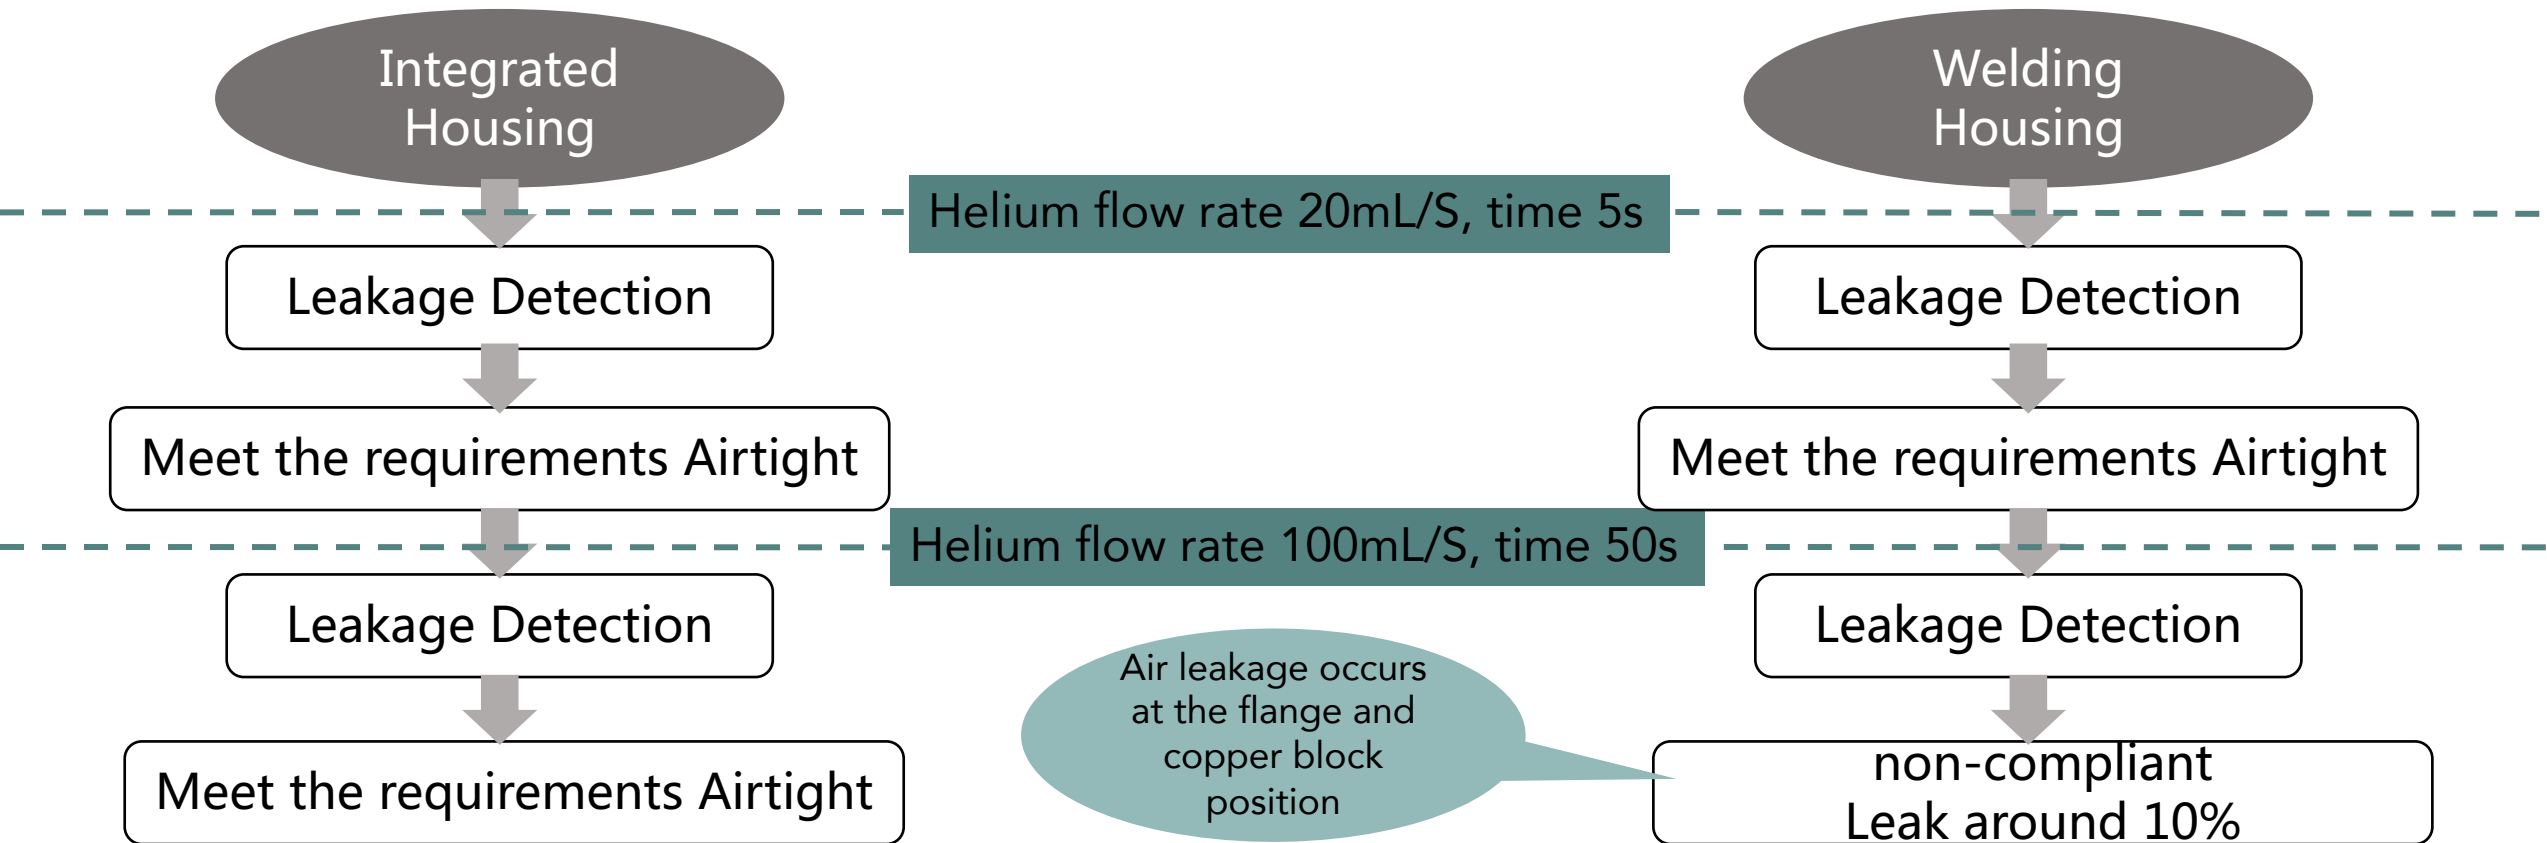 Integrated
Housing
Welding
Housing
Helium flow rate 20mL/S, time 5s
Leakage Detection
Leakage Detection
Meet the requirements Airtight
Meet the requirements Airtight
Helium flow rate 100mL/S, time 50s
Leakage Detection
Leakage Detection
Air leakage occurs
at the flange and
copper block
position
Meet the requirements Airtight
non-compliant
Leak around 10%